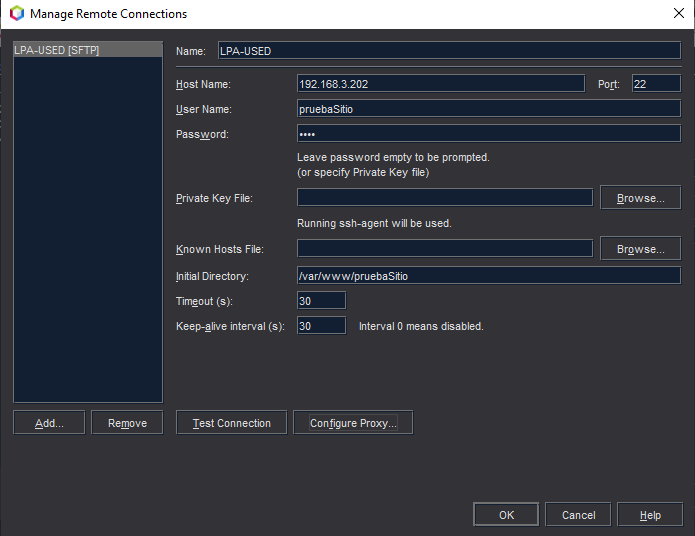 Manage Remote Connections
LPA-USED [SFTP]
Name: LPA-USED
Host Name: 192.168.3.202 Port: 22
User Name: pruebaSitio
Password: ••••
Leave password empty to be prompted.
(or specify Private Key file)
Private Key File: Browse...
Running ssh-agent will be used.
Known Hosts File: Browse...
Initial Directory: /var/www/pruebaSitio
Timeout (s): 30
Keep-alive interval (s): 30 Interval 0 means disabled.
Add... Remove Test Connection Configure Proxy...
OK Cancel Help